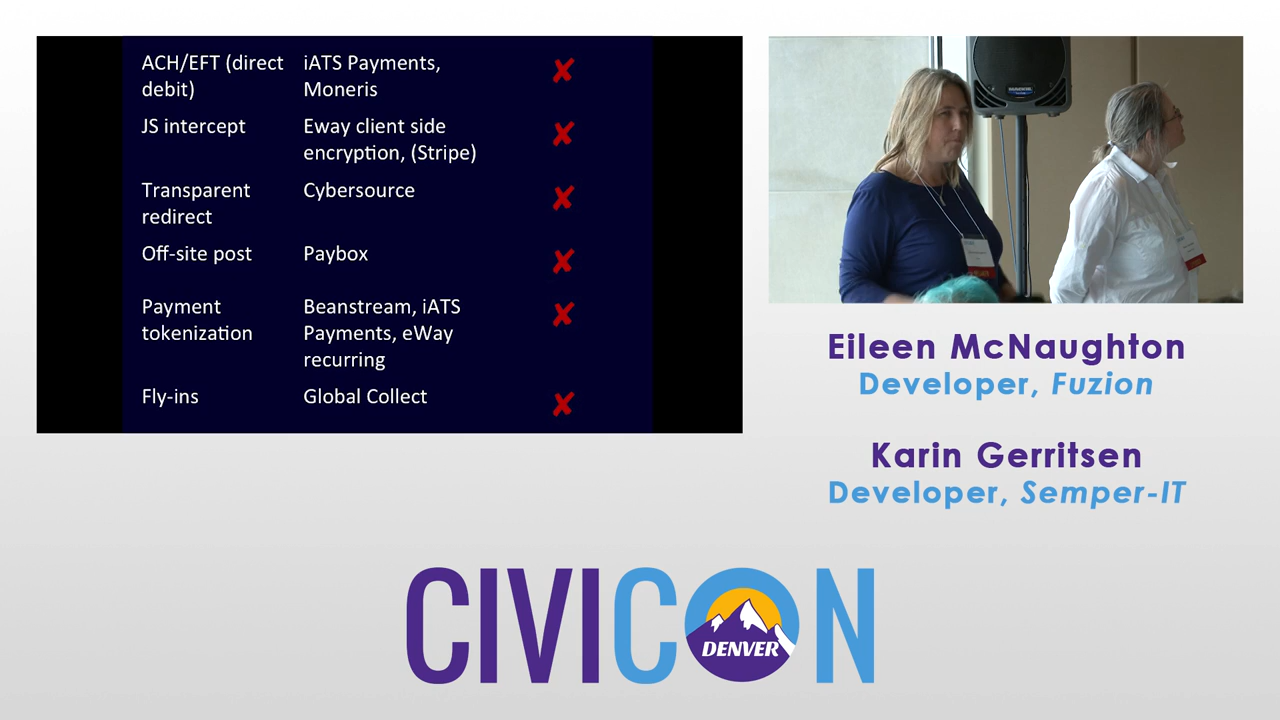 ACH/EFT (direct debit)
iATS Payments, Moneris
✘
JS intercept
Eway client side encryption, (Stripe)
✘
Transparent redirect
Cybersource
✘
Off-site post
Paybox
✘
Payment tokenization
Beanstream, iATS Payments, eWay recurring
✘
Fly-ins
Global Collect
✘
Eileen McNaughton
Developer, Fuzion
Karin Gerritsen
Developer, Semper-IT
CIVICON
DENVER